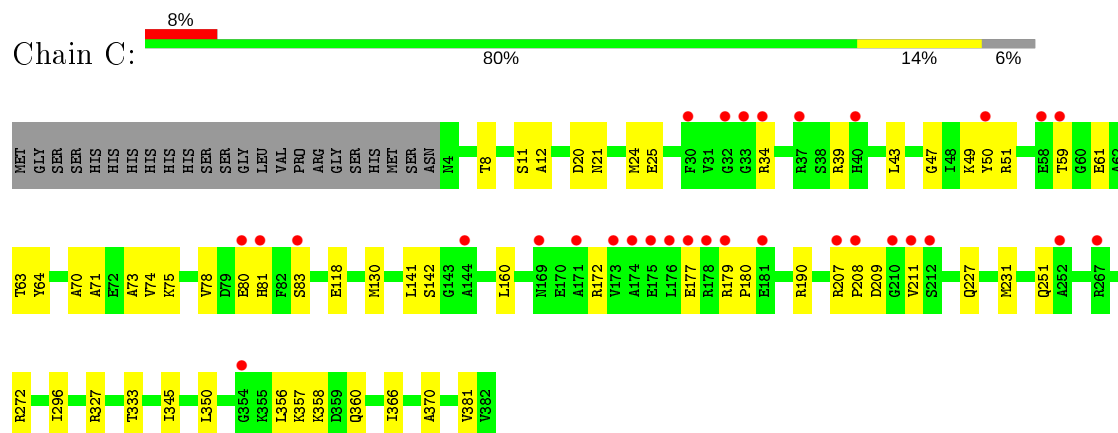 8%
Chain C:
80% 14% 6%
MET GLY SER SER HIS HIS HIS HIS HIS HIS SER SER GLY LEU VAL PRO ARG GLY SER HIS MET SER ASN N4 T8 S11 A12 D20 N21 M24 E25 F30 V31 G32 G33 R34 R37 S38 R39 H40 L43 G47 I48 K49 Y50 R51 E58 T59 G60 E61 A62
T63 Y64 A70 A71 E72 A73 V74 K75 V78 D79 E80 H81 F82 S83 E118 M130 L141 S142 G143 A144 L160 N169 E170 A171 R172 V173 A174 E175 L176 E177 R178 R179 P180 E181 R190 R207 P208 D209 G210 V211 S212 Q227 M231 Q251 A252 R267
R272 I296 R327 T333 I345 L350 G354 K355 L356 K357 K358 D359 Q360 I366 A370 V381 V382